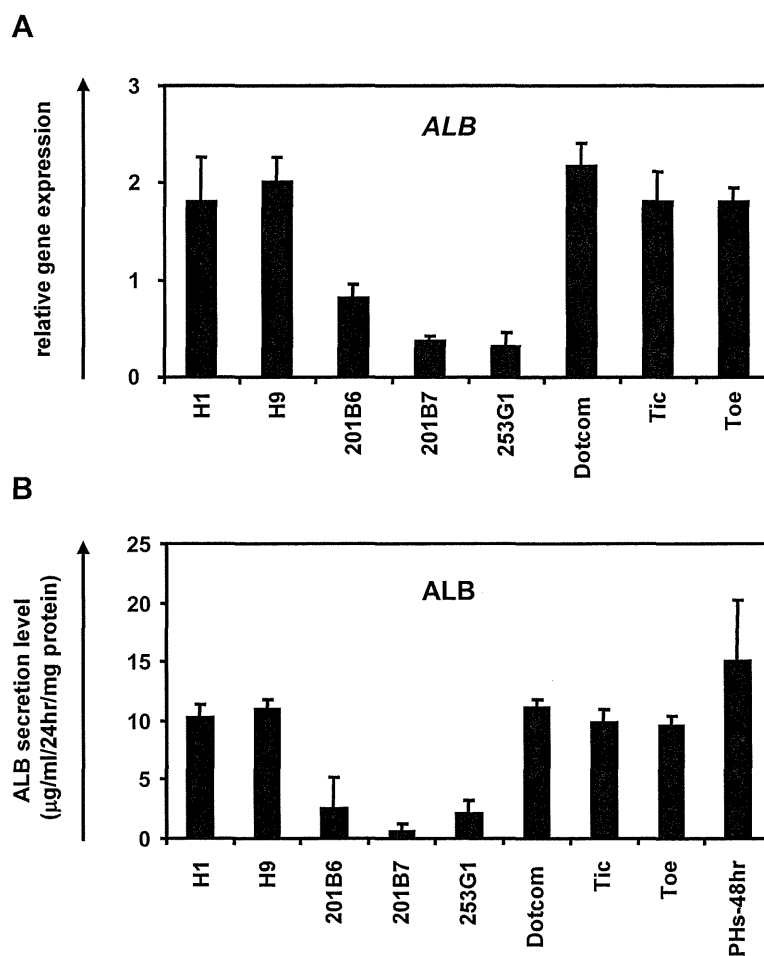 A
relative gene expression
3
2
1
0
ALB
H1
H9
201B6
201B7
253G1
Dotcom
Tic
Toe
B
ALB secretion level
(µg/ml/24hr/mg protein)
25
20
15
10
5
0
ALB
H1
H9
201B6
201B7
253G1
Dotcom
Tic
Toe
PHs-48hr